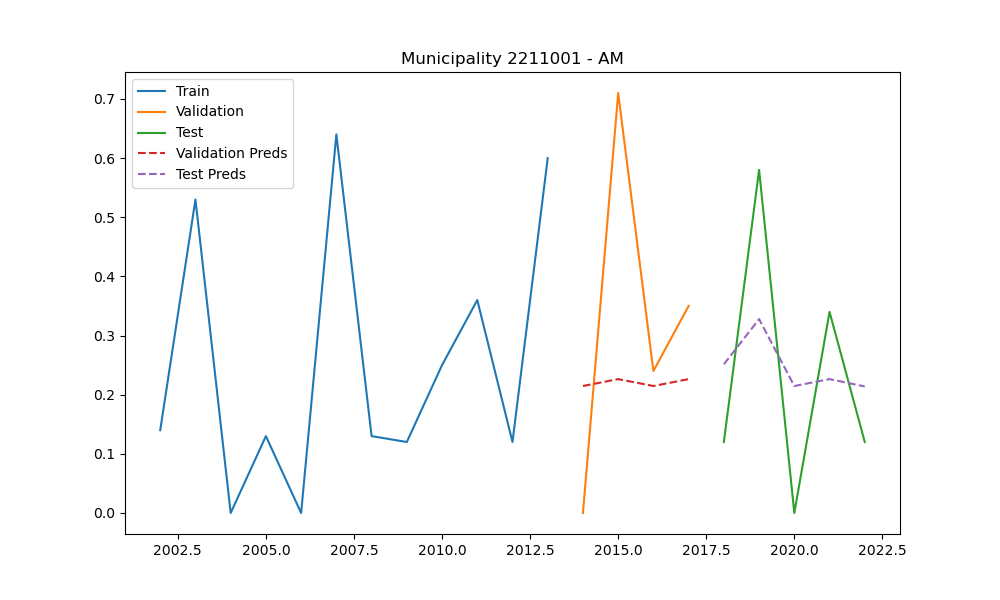 Municipality 2211001 - AM
Train
Validation
Test
Validation Preds
Test Preds
0.7
0.6
0.5
0.4
0.3
0.2
0.1
0.0
2002.5 2005.0 2007.5 2010.0 2012.5 2015.0 2017.5 2020.0 2022.5